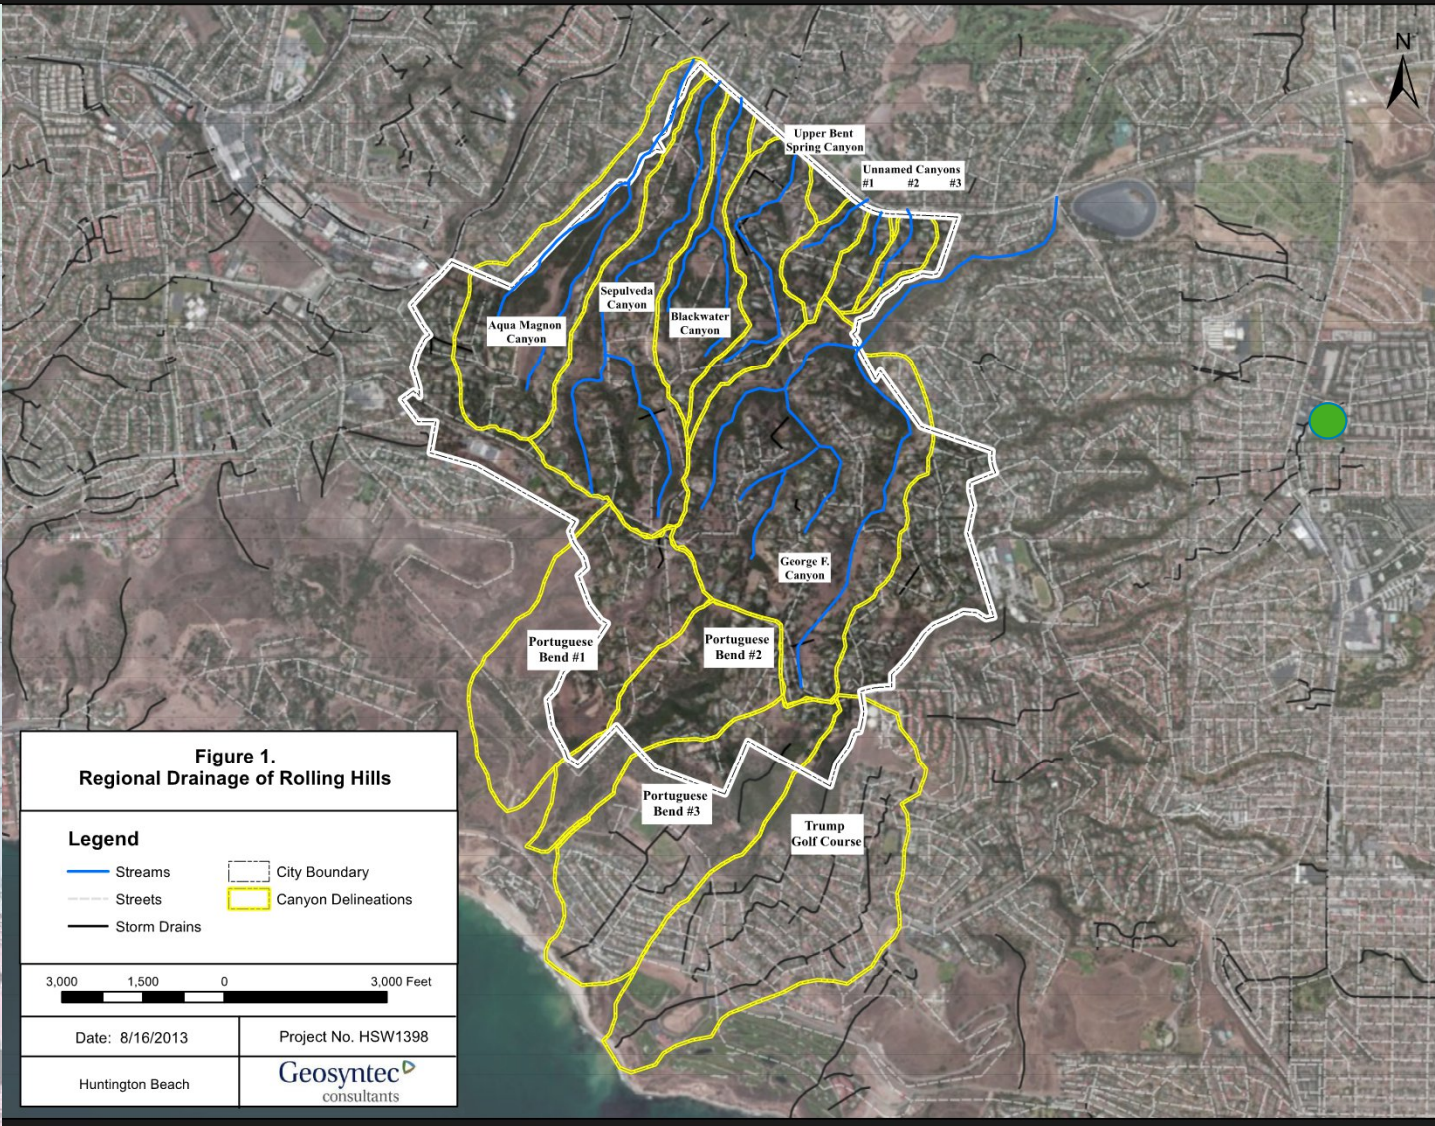 N
Upper Bent
Spring Canyon
Unnamed Canyons
#1 #2 #3
Sepulveda
Canyon
Aqua Magnon
Canyon
Blackwater
Canyon
George F.
Canyon
Portuguese
Bend #1
Portuguese
Bend #2
Portuguese
Bend #3
Trump
Golf Course
Figure 1.
Regional Drainage of Rolling Hills
Legend
Streams
City Boundary
Streets
Canyon Delineations
Storm Drains
3,000 1,500 0 3,000 Feet
Date: 8/16/2013
Project No. HSW1398
Huntington Beach
Geosyntec
consultants